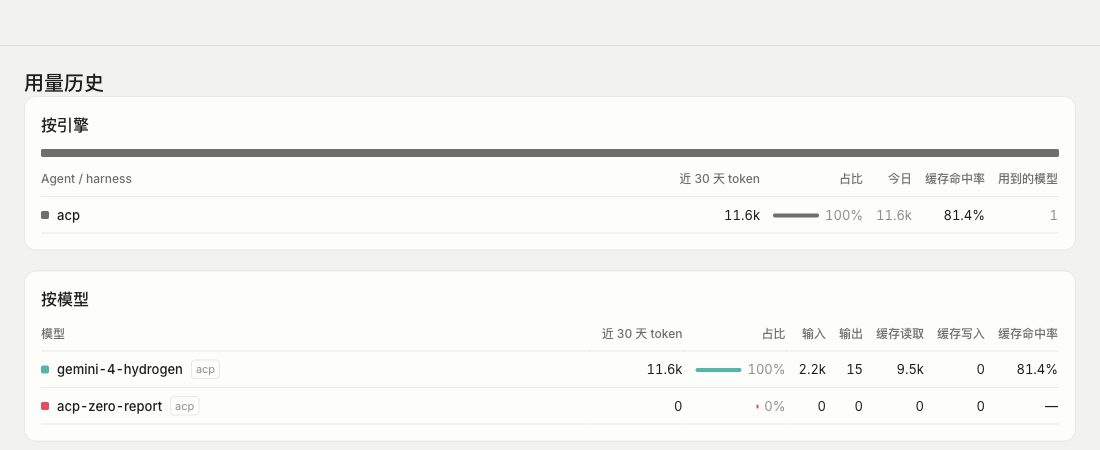 用量历史
按引擎
Agent / harness 近 30 天 token 占比 今日 缓存命中率 用到的模型
acp 11.6k 100% 11.6k 81.4% 1
按模型
模型 近 30 天 token 占比 输入 输出 缓存读取 缓存写入 缓存命中率
gemini-4-hydrogen acp 11.6k 100% 2.2k 15 9.5k 0 81.4%
acp-zero-report acp 0 0% 0 0 0 0 —